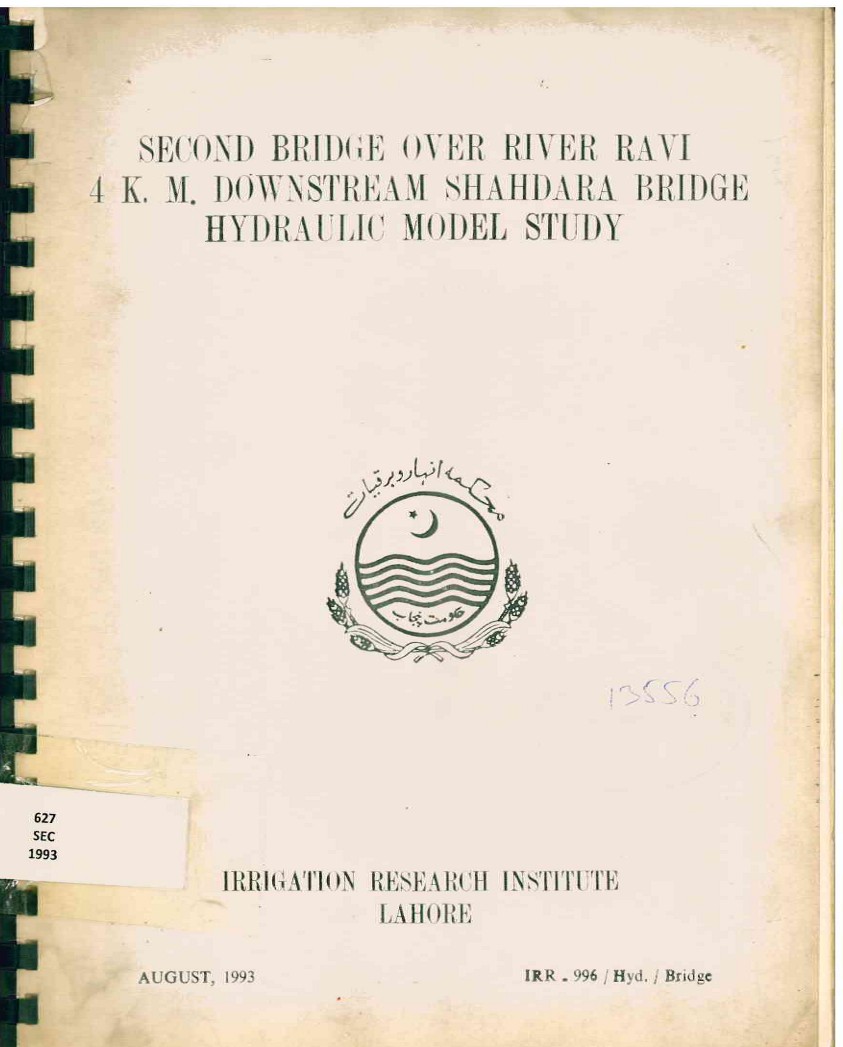 SECOND BRIDGE OVER RIVER RAVI
4 K. M. DOWNSTREAM SHAHDARA BRIDGE
HYDRAULIC MODEL STUDY
محکمہ انہار و برقیات
حکومت پنجاب
13556
627
SEC
1993
IRRIGATION RESEARCH INSTITUTE
LAHORE
AUGUST, 1993
IRR - 996 / Hyd. / Bridge